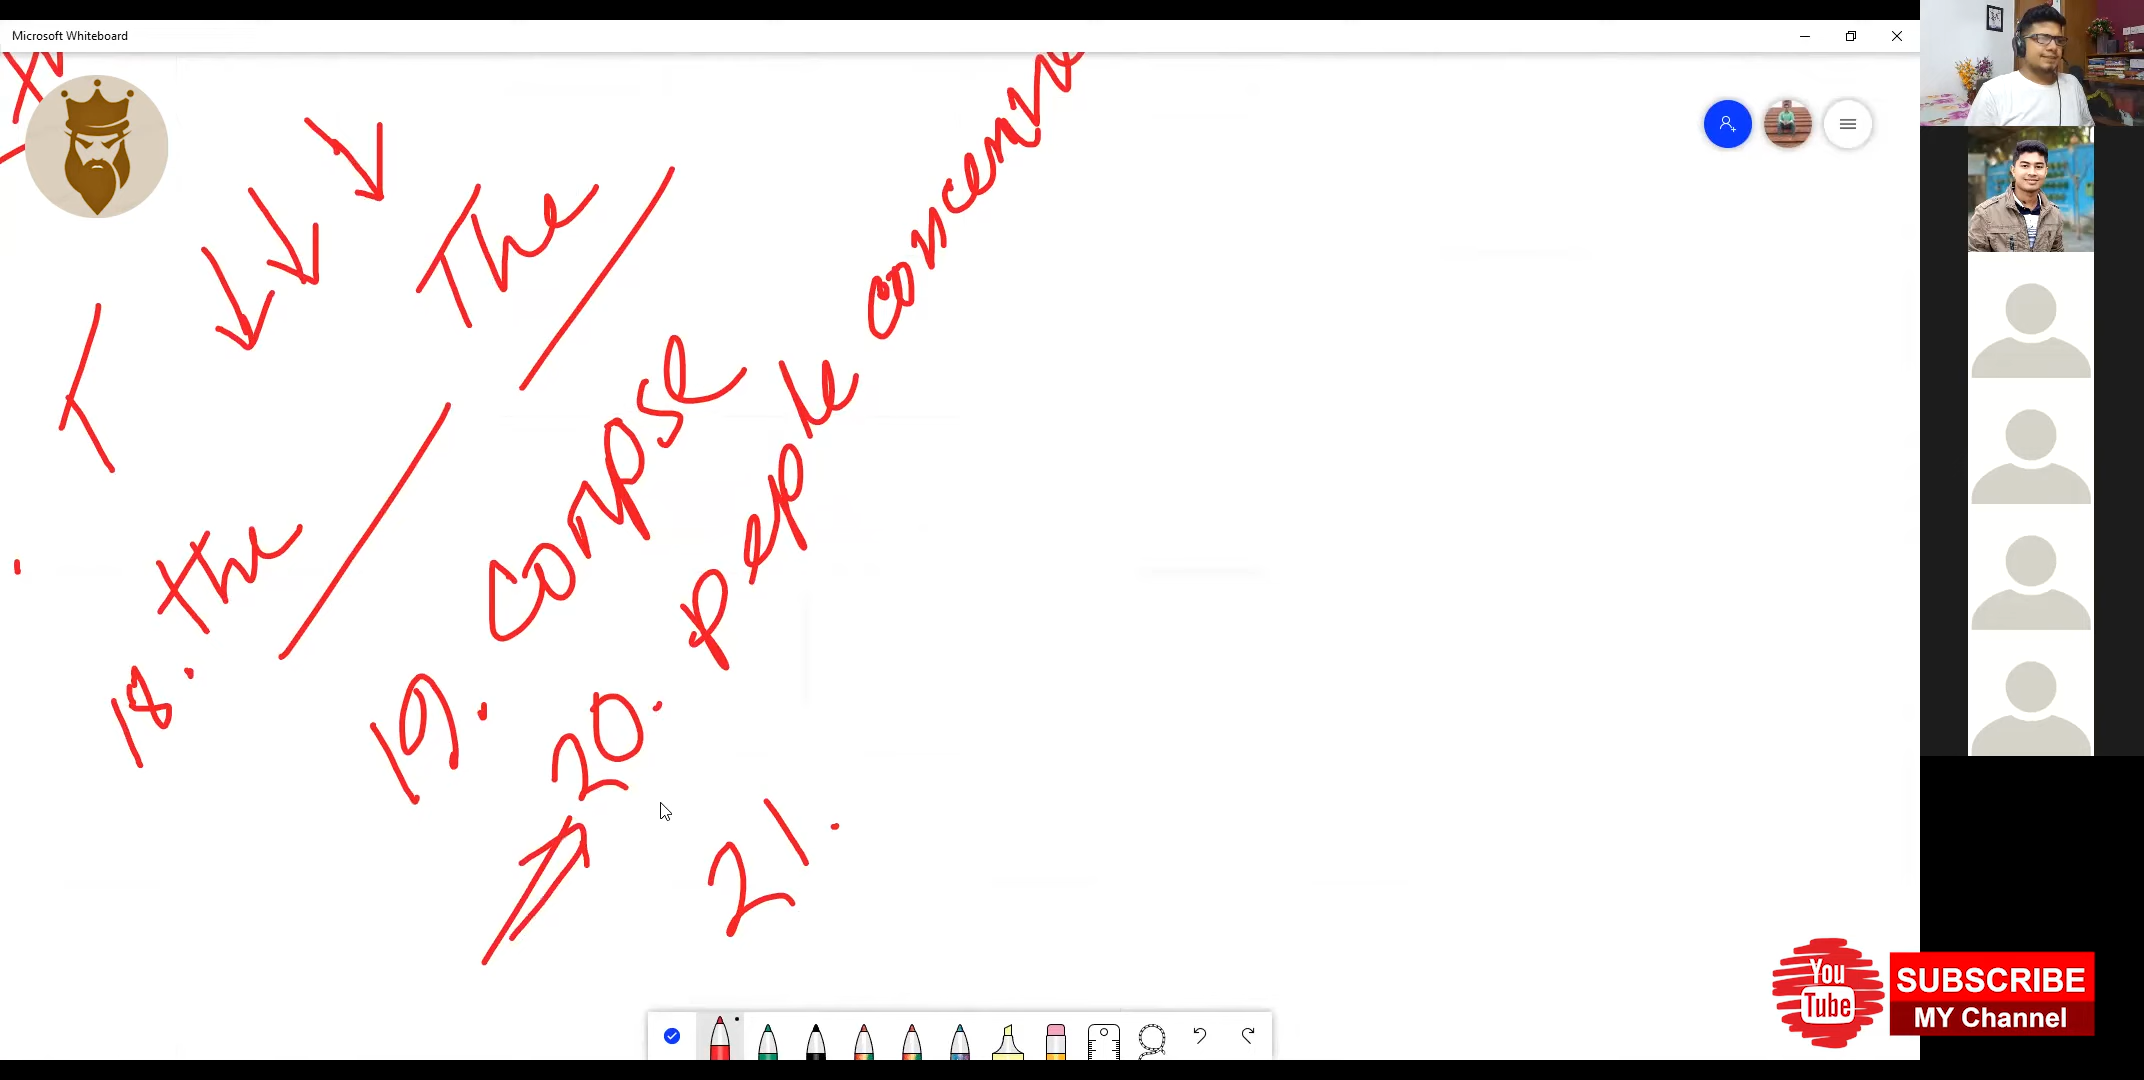 Microsoft Whiteboard
The
18. the
19. corpse
20. people concerne
21.
You
Tube
SUBSCRIBE
MY Channel